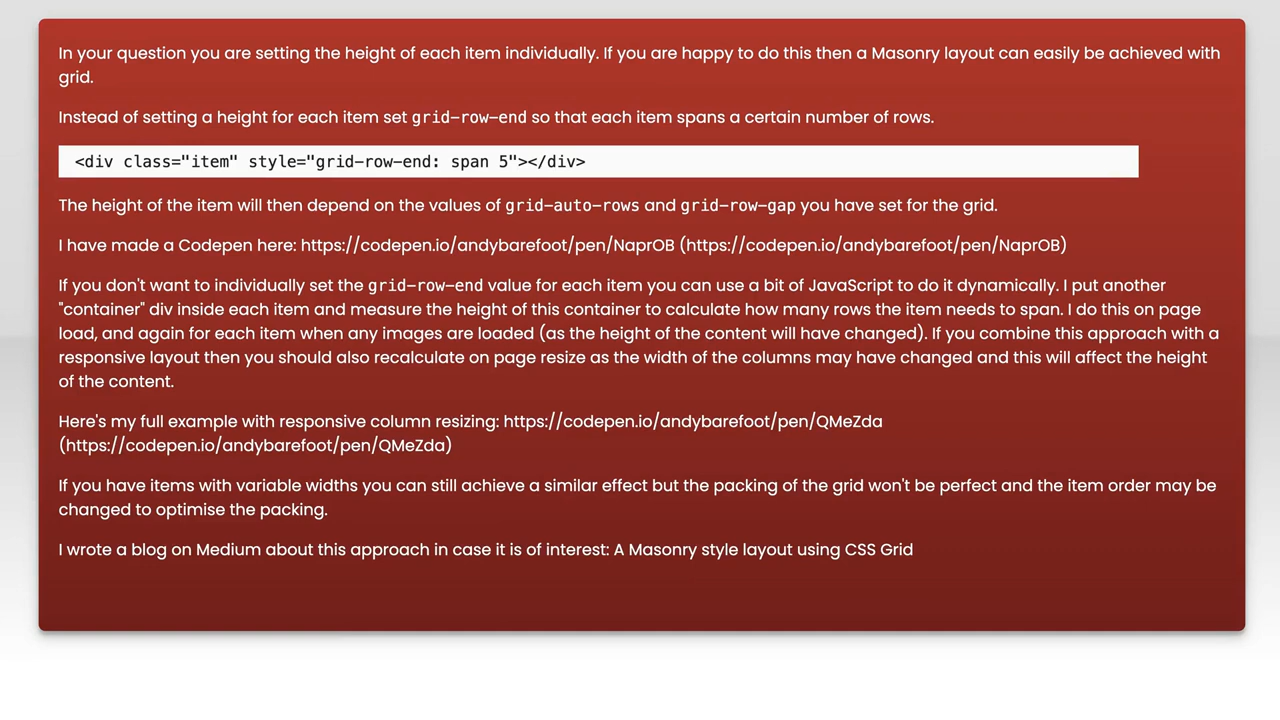 In your question you are setting the height of each item individually. If you are happy to do this then a Masonry layout can easily be achieved with
grid.
Instead of setting a height for each item set grid-row-end so that each item spans a certain number of rows.
<div class="item" style="grid-row-end: span 5"></div>
The height of the item will then depend on the values of grid-auto-rows and grid-row-gap you have set for the grid.
I have made a Codepen here: https://codepen.io/andybarefoot/pen/NaprOB (https://codepen.io/andybarefoot/pen/NaprOB)
If you don't want to individually set the grid-row-end value for each item you can use a bit of JavaScript to do it dynamically. I put another
"container" div inside each item and measure the height of this container to calculate how many rows the item needs to span. I do this on page
load, and again for each item when any images are loaded (as the height of the content will have changed). If you combine this approach with a
responsive layout then you should also recalculate on page resize as the width of the columns may have changed and this will affect the height
of the content.
Here's my full example with responsive column resizing: https://codepen.io/andybarefoot/pen/QMeZda
(https://codepen.io/andybarefoot/pen/QMeZda)
If you have items with variable widths you can still achieve a similar effect but the packing of the grid won't be perfect and the item order may be
changed to optimise the packing.
I wrote a blog on Medium about this approach in case it is of interest: A Masonry style layout using CSS Grid